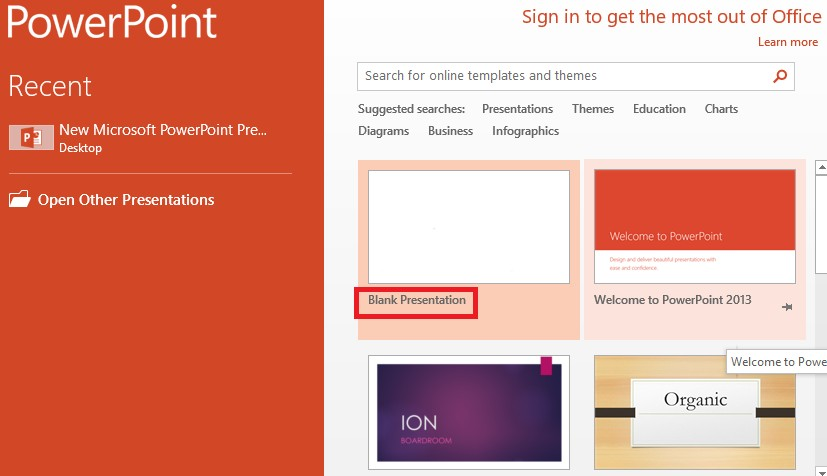 PowerPoint
Recent
New Microsoft PowerPoint Pre...
Desktop
Open Other Presentations
Sign in to get the most out of Office
Learn more
Search for online templates and themes
Suggested searches: Presentations Themes Education Charts
Diagrams Business Infographics
Blank Presentation
Welcome to PowerPoint
Design and deliver beautiful presentations with
ease and confidence.
Welcome to PowerPoint 2013
Welcome to Powe
ION
BOARDROOM
Organic